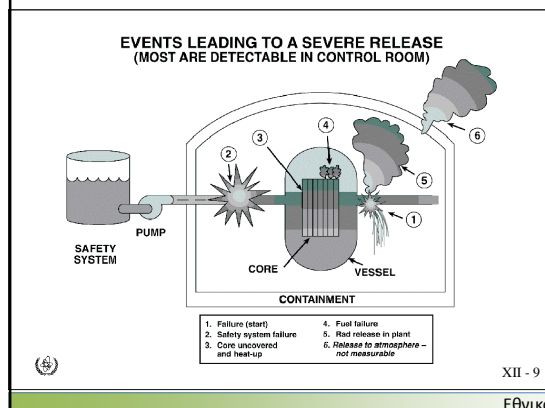 EVENTS LEADING TO A SEVERE RELEASE
(MOST ARE DETECTABLE IN CONTROL ROOM)
4
3
2
6
5
1
PUMP
SAFETY
SYSTEM
CORE
VESSEL
CONTAINMENT
1. Failure (start)
2. Safety system failure
3. Core uncovered
and heat-up
4. Fuel failure
5. Rad release in plant
6. Release to atmosphere –
not measurable
XII - 9
Εθνικ